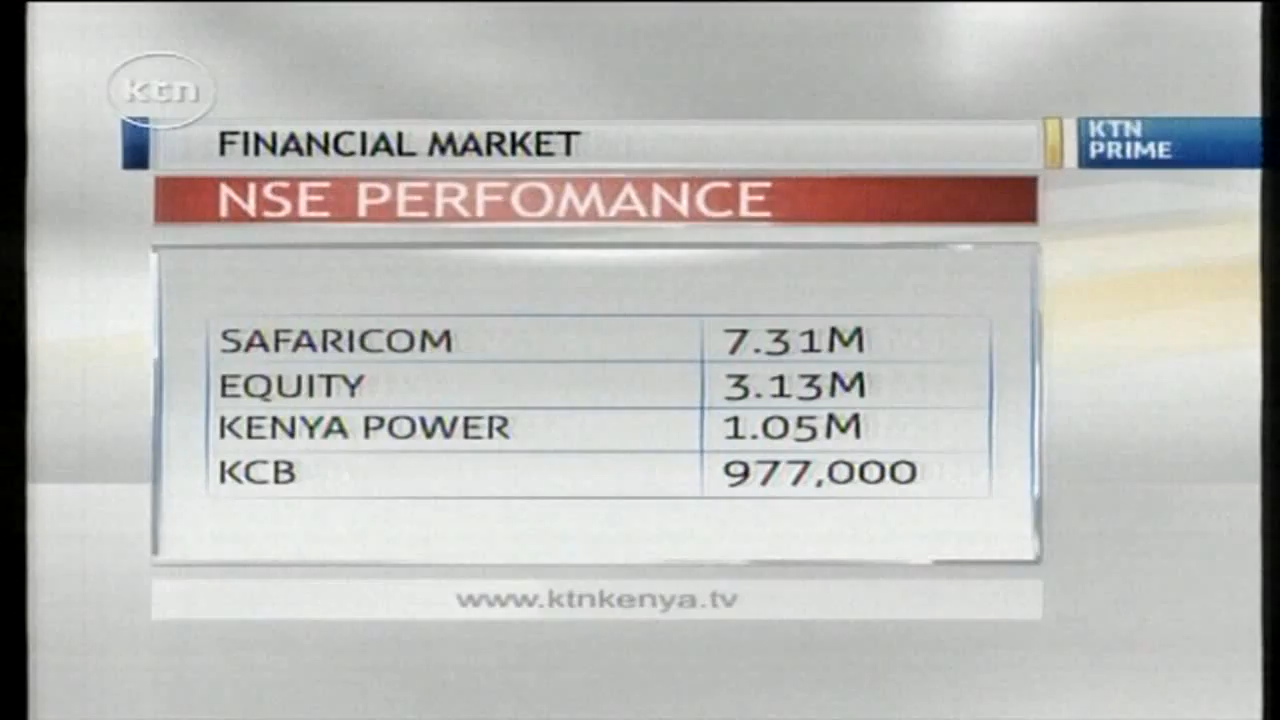 ktn
FINANCIAL MARKET
KTN
PRIME
NSE PERFOMANCE
SAFARICOM 7.31M
EQUITY 3.13M
KENYA POWER 1.05M
KCB 977,000
www.ktnkenya.tv